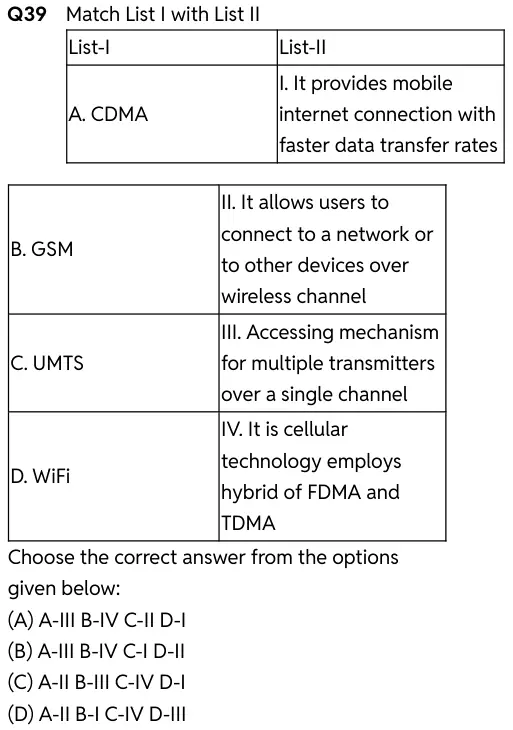 Q39 Match List I with List II
List-I List-II
A. CDMA
I. It provides mobile
internet connection with
faster data transfer rates
B. GSM
II. It allows users to
connect to a network or
to other devices over
wireless channel
C. UMTS
III. Accessing mechanism
for multiple transmitters
over a single channel
D. WiFi
IV. It is cellular
technology employs
hybrid of FDMA and
TDMA
Choose the correct answer from the options
given below:
(A) A-III B-IV C-II D-I
(B) A-III B-IV C-I D-II
(C) A-II B-III C-IV D-I
(D) A-II B-I C-IV D-III